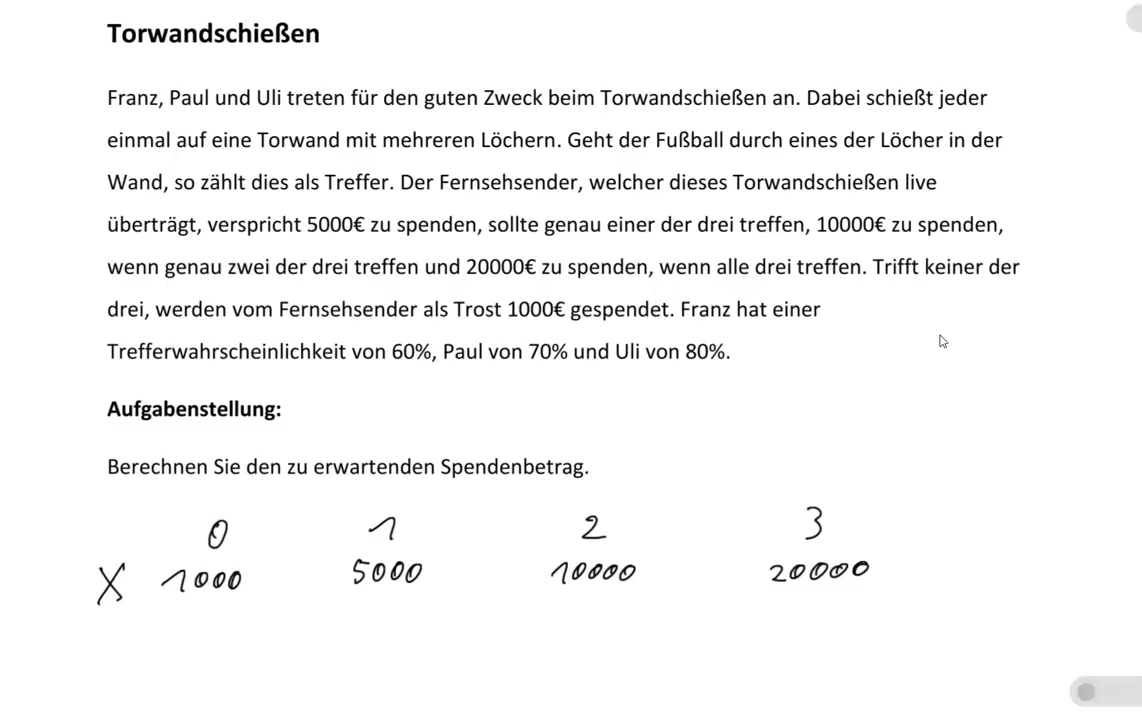 Torwandschießen
Franz, Paul und Uli treten für den guten Zweck beim Torwandschießen an. Dabei schießt jeder
einmal auf eine Torwand mit mehreren Löchern. Geht der Fußball durch eines der Löcher in der
Wand, so zählt dies als Treffer. Der Fernsehsender, welcher dieses Torwandschießen live
überträgt, verspricht 5000€ zu spenden, sollte genau einer der drei treffen, 10000€ zu spenden,
wenn genau zwei der drei treffen und 20000€ zu spenden, wenn alle drei treffen. Trifft keiner der
drei, werden vom Fernsehsender als Trost 1000€ gespendet. Franz hat einer
Trefferwahrscheinlichkeit von 60%, Paul von 70% und Uli von 80%.
Aufgabenstellung:
Berechnen Sie den zu erwartenden Spendenbetrag.
0 1 2 3
X 1000 5000 10000 20000